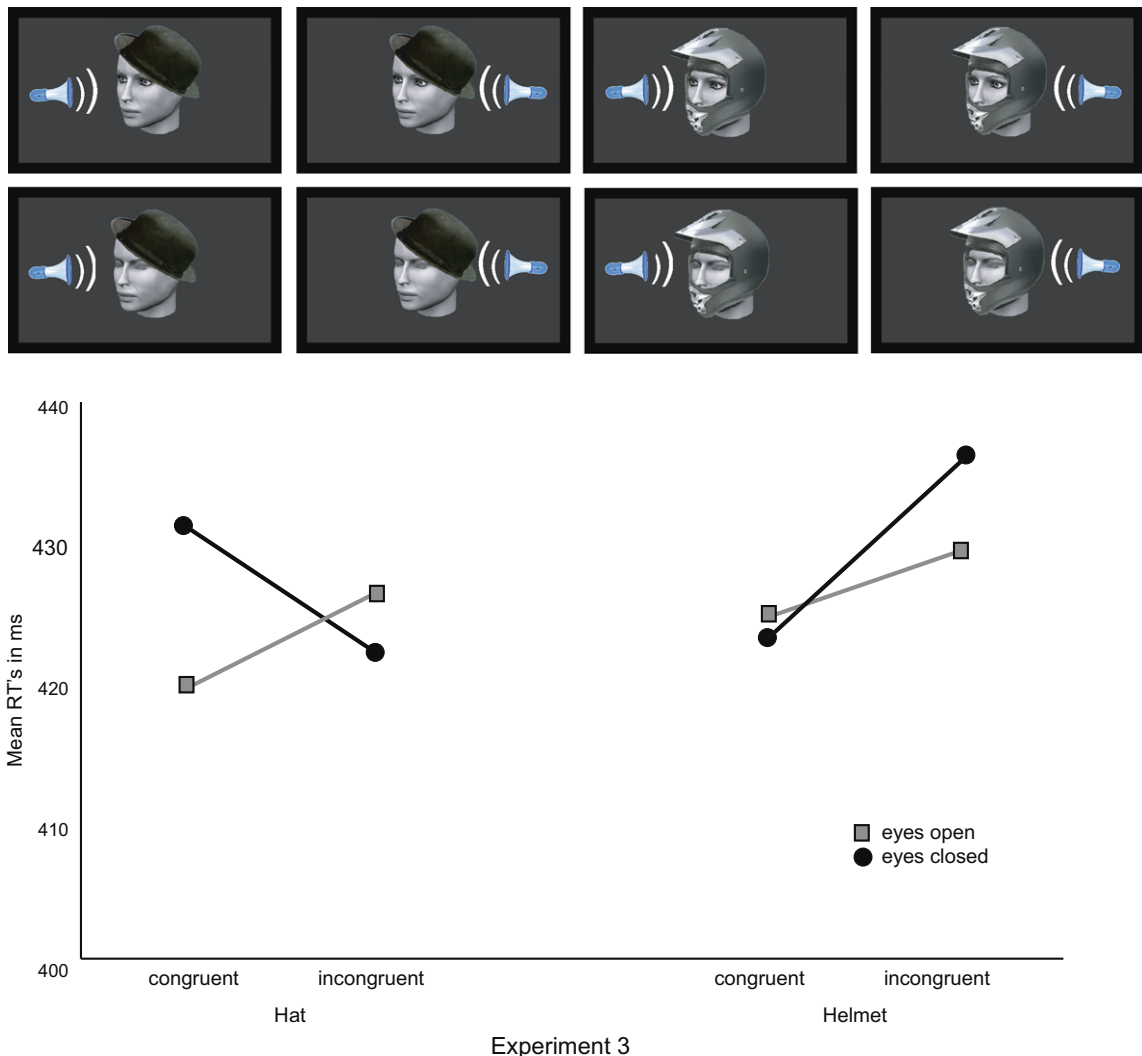 440
430
420
410
400
Mean RT's in ms
eyes open
eyes closed
congruent incongruent congruent incongruent
Hat Helmet
Experiment 3